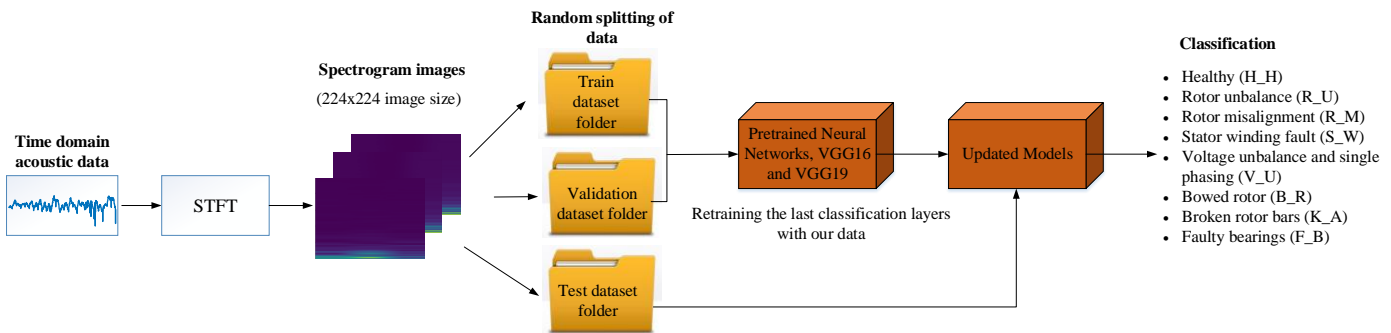 Time domain
acoustic data
STFT
Spectrogram images
(224x224 image size)
Random splitting of
data
Train
dataset
folder
Validation
dataset folder
Test dataset
folder
Pretrained Neural
Networks, VGG16
and VGG19
Retraining the last classification layers
with our data
Updated Models
Classification
• Healthy (H_H)
• Rotor unbalance (R_U)
• Rotor misalignment (R_M)
• Stator winding fault (S_W)
• Voltage unbalance and single
phasing (V_U)
• Bowed rotor (B_R)
• Broken rotor bars (K_A)
• Faulty bearings (F_B)